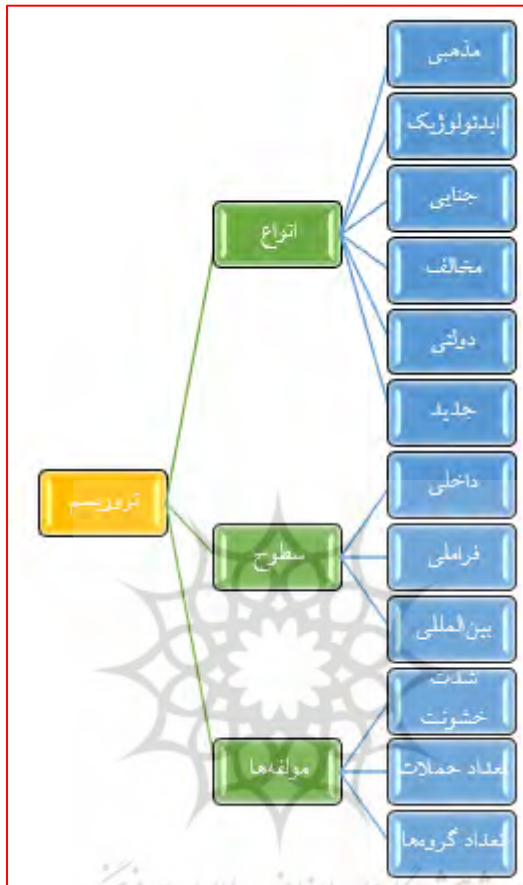 مذهبی
ایدئولوژیک
جنایی
مخالف
دولتی
جدید
انواع
تروریسم
داخلی
فراملی
بین‌المللی
سطوح
شدت
خشونت
تعداد حملات
تعداد گروه‌ها
مولفه‌ها